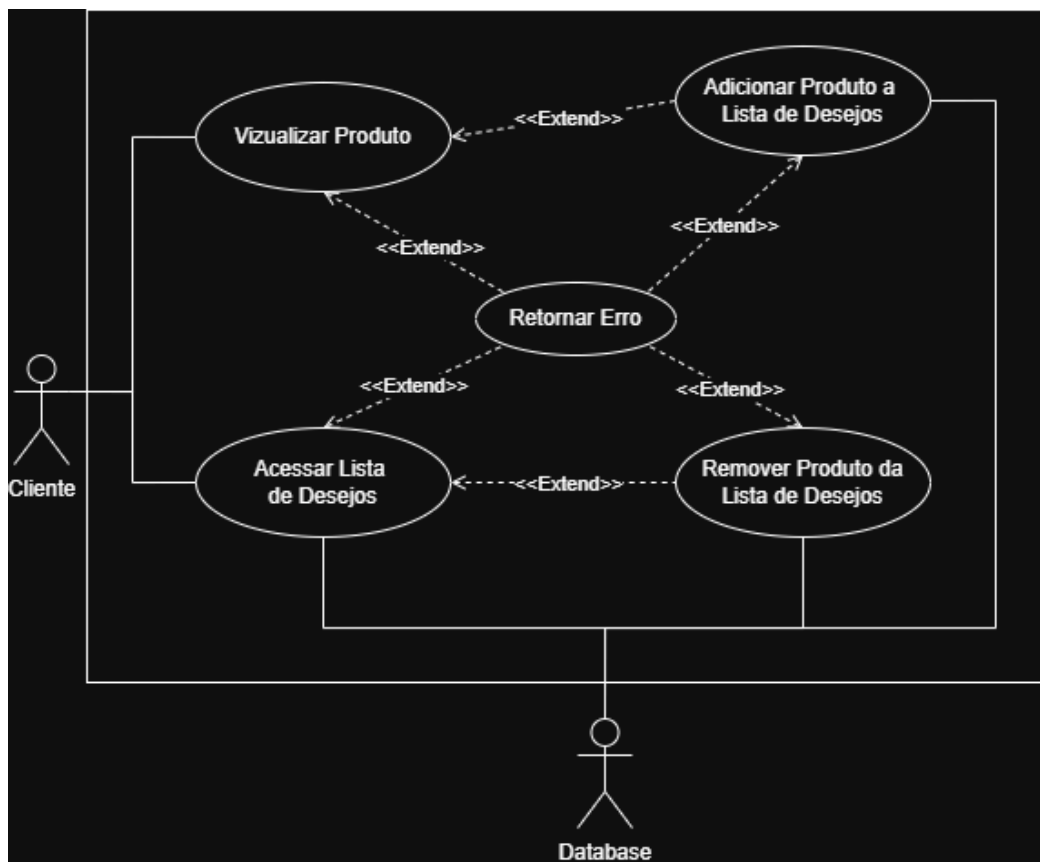 Adicionar Produto a
Lista de Desejos
<<Extend>>
Vizualizar Produto
<<Extend>>
<<Extend>>
Retornar Erro
<<Extend>>
<<Extend>>
Acessar Lista
de Desejos
<<Extend>>
Remover Produto da
Lista de Desejos
Cliente
Database